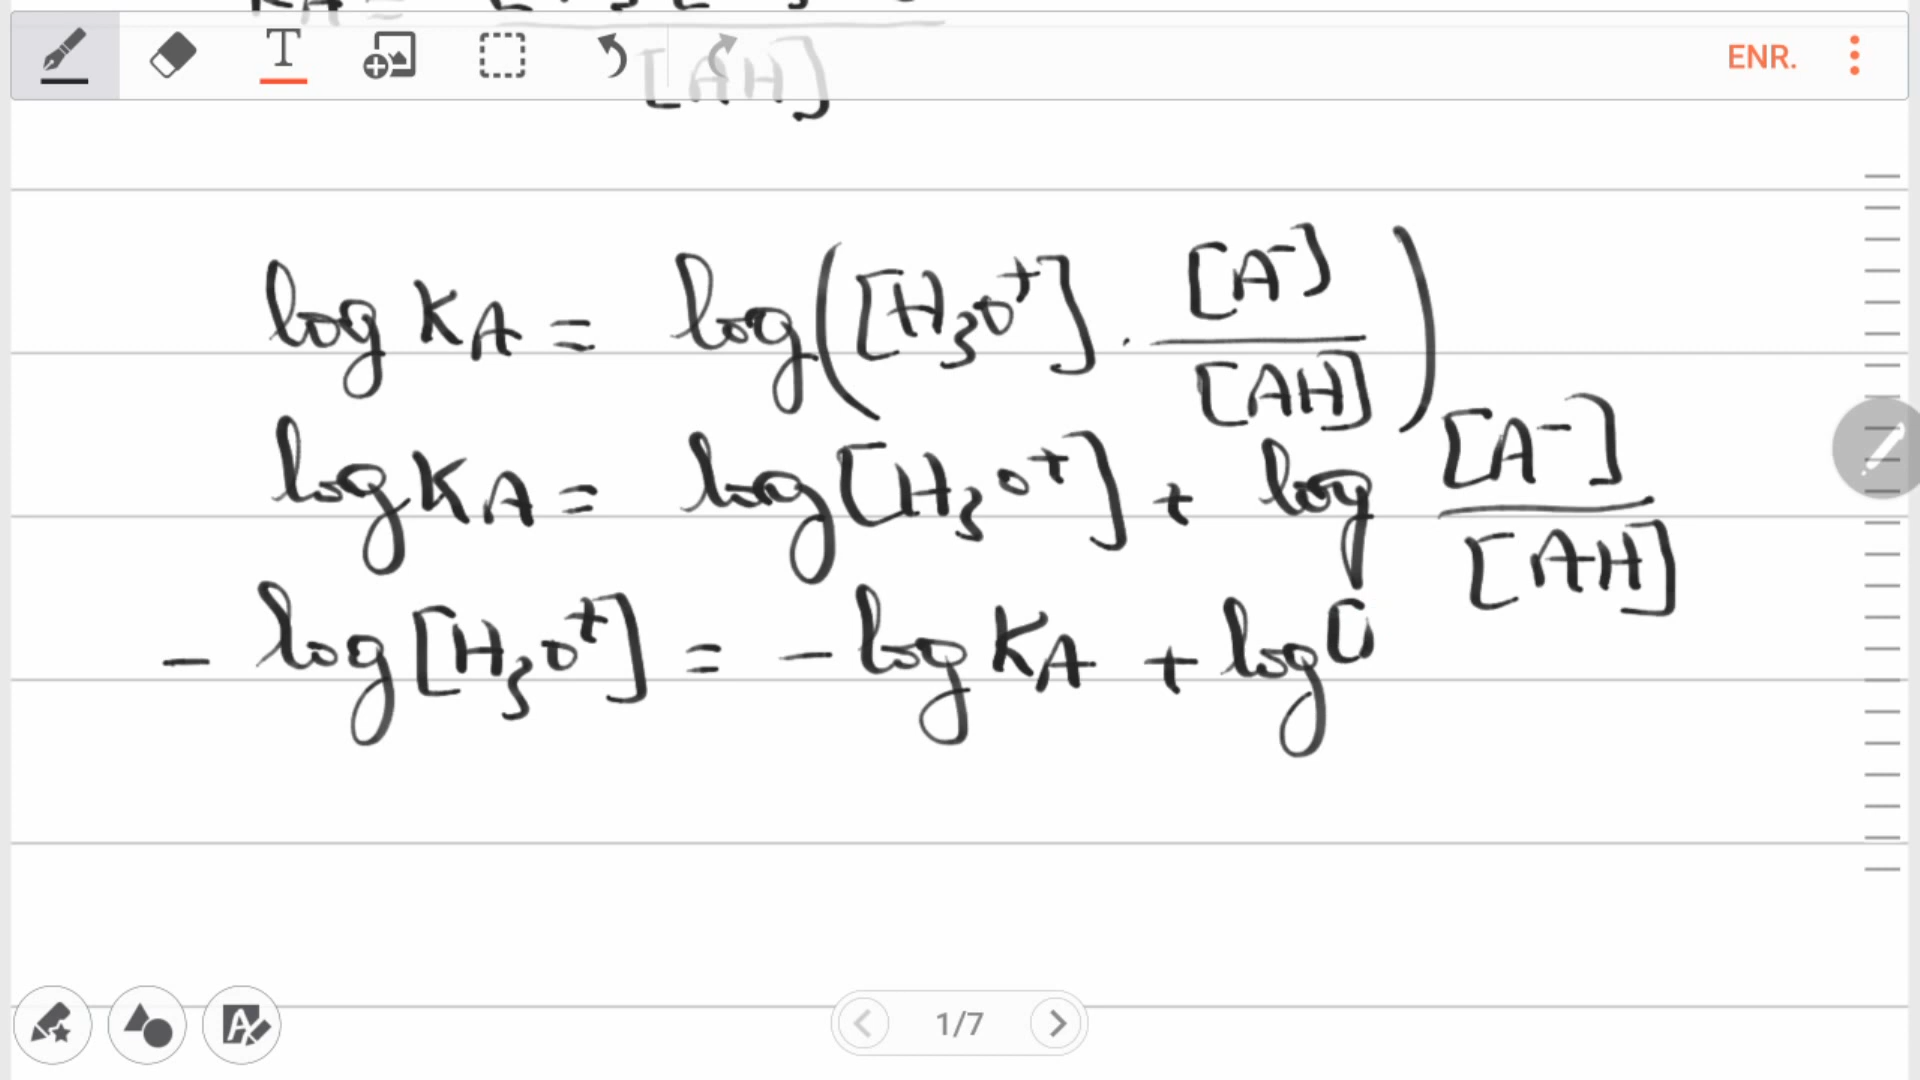 T ENR.
[AH]
log KA = log([H3O+] · [A-]/[AH])
log KA = log[H3O+] + log [A-]/[AH]
- log[H3O+] = - log KA + log
1/7